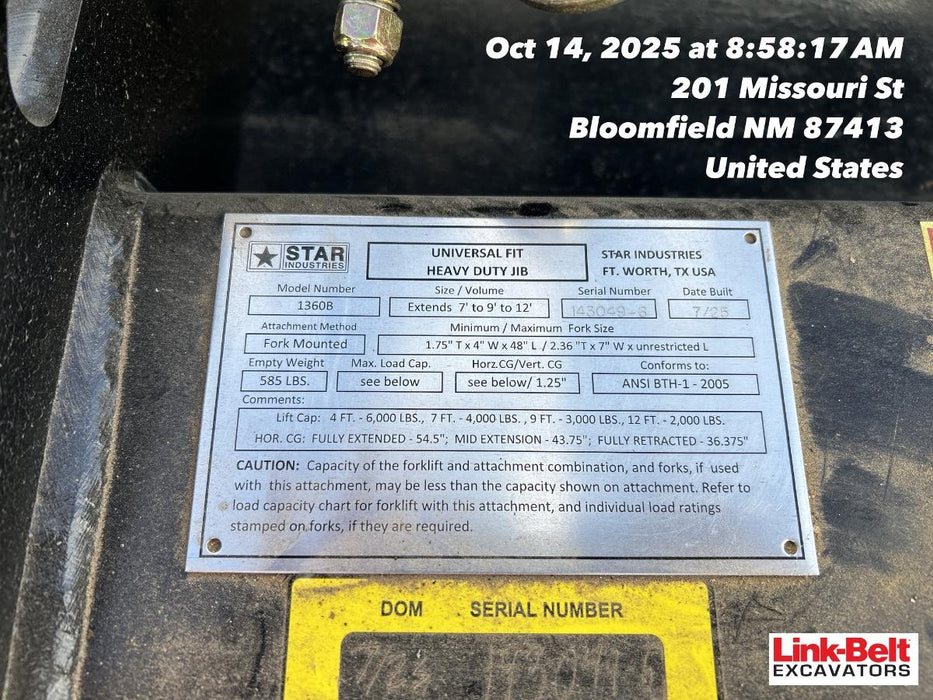 Oct 14, 2025 at 8:58:17 AM
201 Missouri St
Bloomfield NM 87413
United States
STAR
INDUSTRIES
UNIVERSAL FIT
HEAVY DUTY JIB
STAR INDUSTRIES
FT. WORTH, TX USA
Model Number
1360B
Size / Volume
Extends 7' to 9' to 12'
Serial Number
143049-6
Date Built
7/25
Attachment Method
Fork Mounted
Minimum / Maximum Fork Size
1.75" T x 4" W x 48" L / 2.36 "T x 7" W x unrestricted L
Empty Weight
585 LBS.
Max. Load Cap.
see below
Horz.CG/Vert. CG
see below/ 1.25"
Conforms to:
ANSI BTH-1 - 2005
Comments:
Lift Cap: 4 FT. - 6,000 LBS., 7 FT. - 4,000 LBS. , 9 FT. - 3,000 LBS., 12 FT. - 2,000 LBS.
HOR. CG: FULLY EXTENDED - 54.5"; MID EXTENSION - 43.75"; FULLY RETRACTED - 36.375"
CAUTION: Capacity of the forklift and attachment combination, and forks, if used
with this attachment, may be less than the capacity shown on attachment. Refer to
load capacity chart for forklift with this attachment, and individual load ratings
stamped on forks, if they are required.
DOM SERIAL NUMBER
Link-Belt
EXCAVATORS